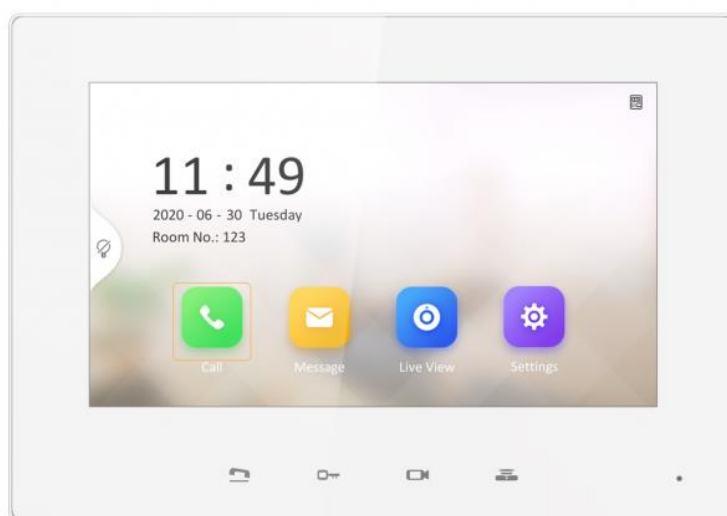 11 : 49
2020 - 06 - 30 Tuesday
Room No.: 123
Call
Message
Live View
Settings